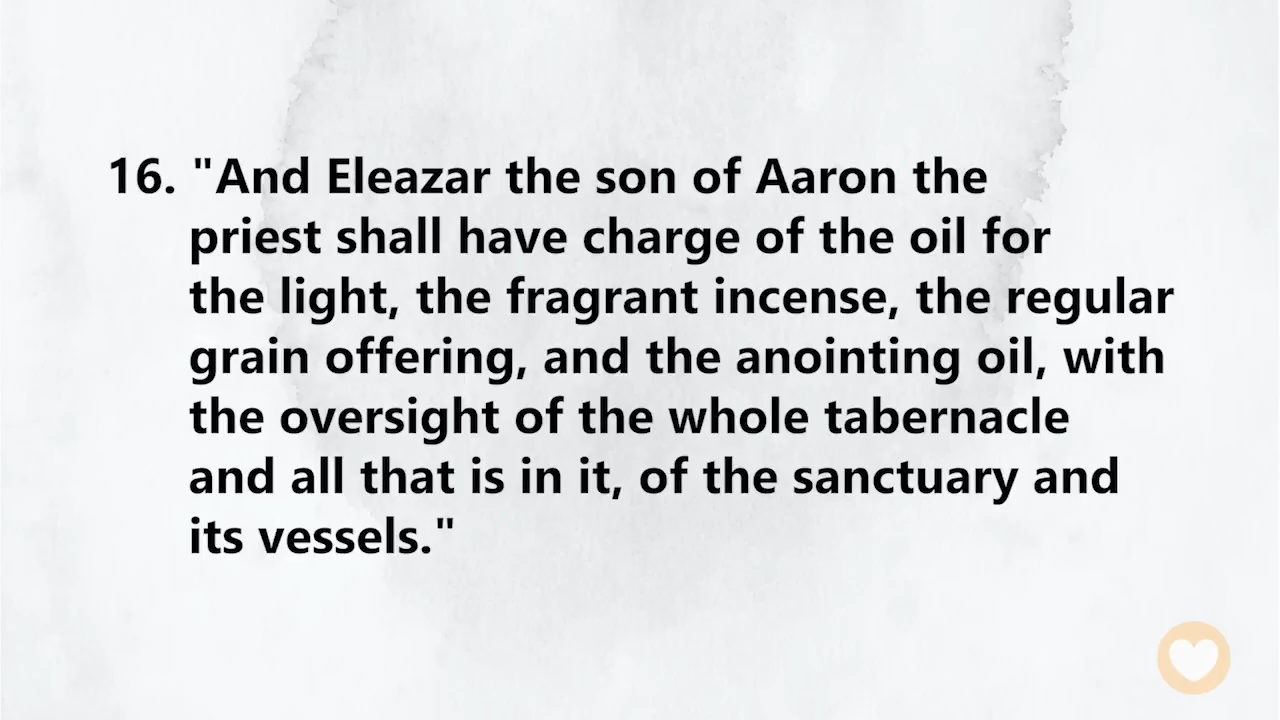 16. "And Eleazar the son of Aaron the
priest shall have charge of the oil for
the light, the fragrant incense, the regular
grain offering, and the anointing oil, with
the oversight of the whole tabernacle
and all that is in it, of the sanctuary and
its vessels."